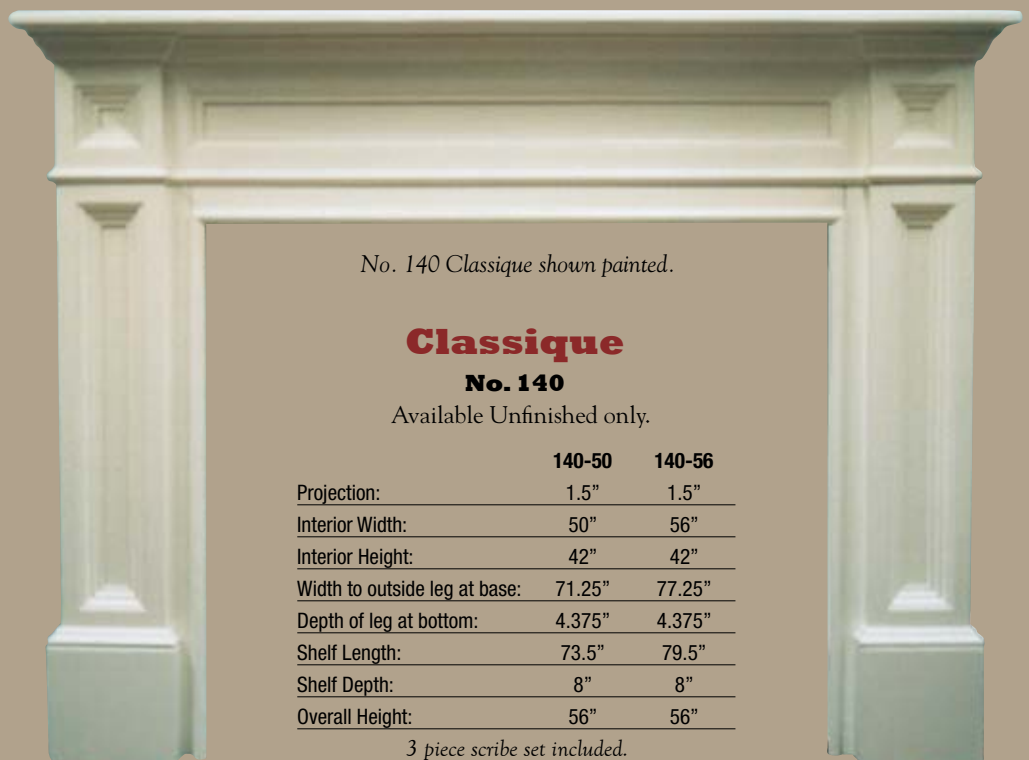 No. 140 Classique shown painted.
Classique
No. 140
Available Unfinished only.
140-50 140-56
Projection: 1.5” 1.5”
Interior Width: 50” 56”
Interior Height: 42” 42”
Width to outside leg at base: 71.25” 77.25”
Depth of leg at bottom: 4.375” 4.375”
Shelf Length: 73.5” 79.5”
Shelf Depth: 8” 8”
Overall Height: 56” 56”
3 piece scribe set included.